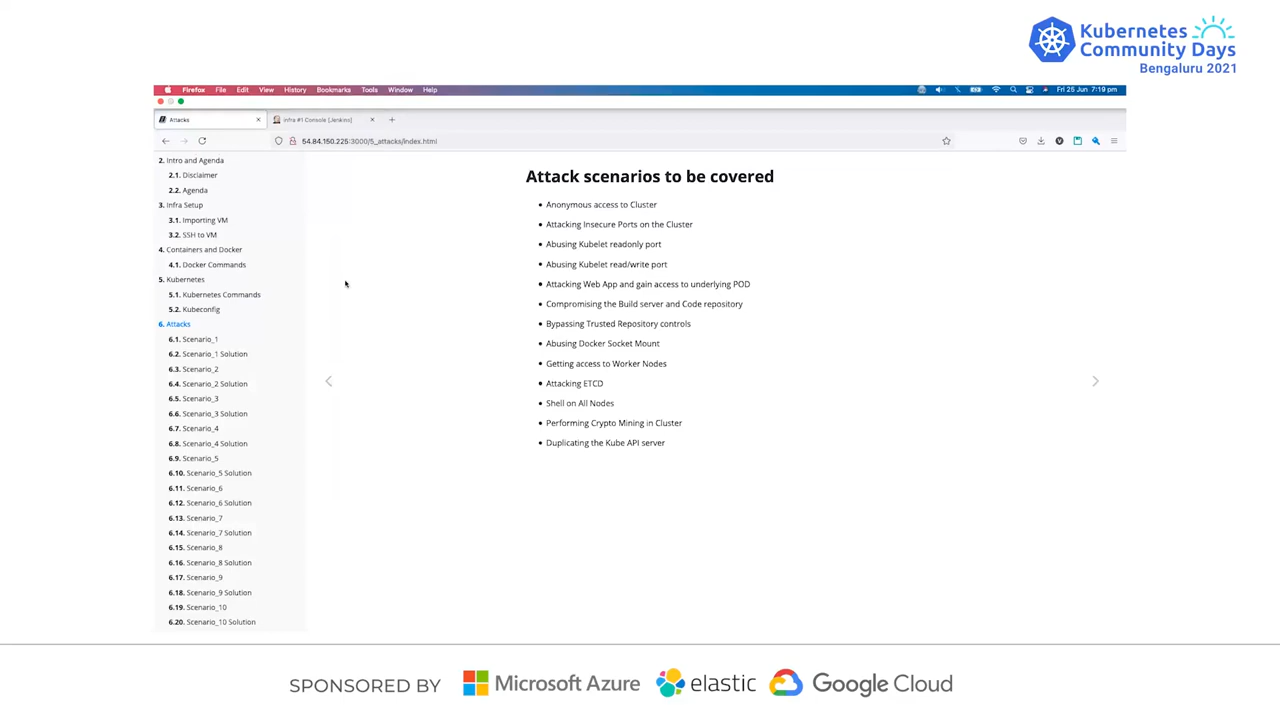 Kubernetes
Community Days
Bengaluru 2021
Firefox File Edit View History Bookmarks Tools Window Help
Fri 25 Jun 7:19 pm
Attacks
infra #1 Console [Jenkins]
54.84.150.225:3000/5_attacks/index.html
2. Intro and Agenda
2.1. Disclaimer
2.2. Agenda
3. Infra Setup
3.1. Importing VM
3.2. SSH to VM
4. Containers and Docker
4.1. Docker Commands
5. Kubernetes
5.1. Kubernetes Commands
5.2. Kubeconfig
6. Attacks
6.1. Scenario_1
6.2. Scenario_1 Solution
6.3. Scenario_2
6.4. Scenario_2 Solution
6.5. Scenario_3
6.6. Scenario_3 Solution
6.7. Scenario_4
6.8. Scenario_4 Solution
6.9. Scenario_5
6.10. Scenario_5 Solution
6.11. Scenario_6
6.12. Scenario_6 Solution
6.13. Scenario_7
6.14. Scenario_7 Solution
6.15. Scenario_8
6.16. Scenario_8 Solution
6.17. Scenario_9
6.18. Scenario_9 Solution
6.19. Scenario_10
6.20. Scenario_10 Solution
Attack scenarios to be covered
• Anonymous access to Cluster
• Attacking Insecure Ports on the Cluster
• Abusing Kubelet readonly port
• Abusing Kubelet read/write port
• Attacking Web App and gain access to underlying POD
• Compromising the Build server and Code repository
• Bypassing Trusted Repository controls
• Abusing Docker Socket Mount
• Getting access to Worker Nodes
• Attacking ETCD
• Shell on All Nodes
• Performing Crypto Mining in Cluster
• Duplicating the Kube API server
SPONSORED BY Microsoft Azure elastic Google Cloud